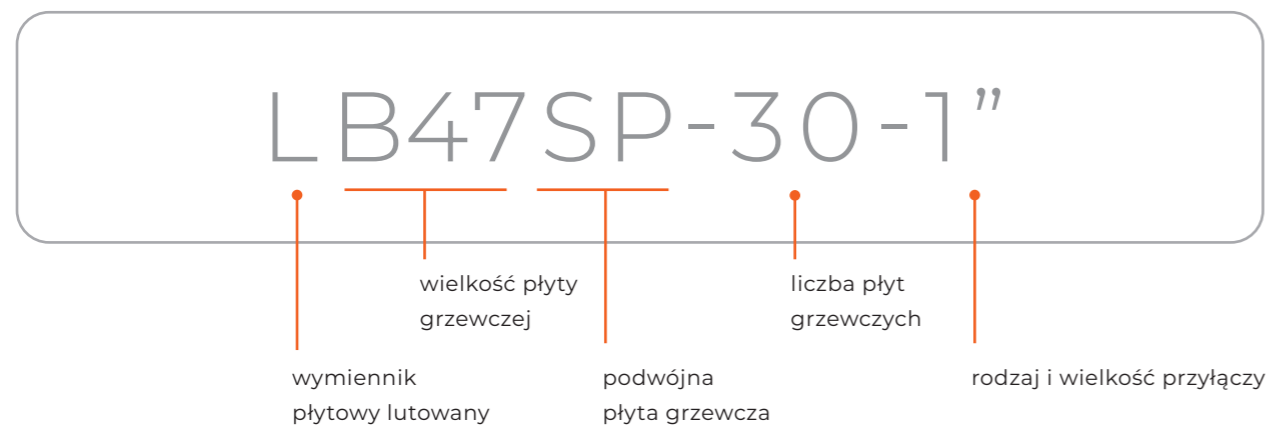 LB47SP-30-1”
wielkość płyty
grzewczej
liczba płyt
grzewczych
wymiennik
płytowy lutowany
podwójna
płyta grzewcza
rodzaj i wielkość przyłączy